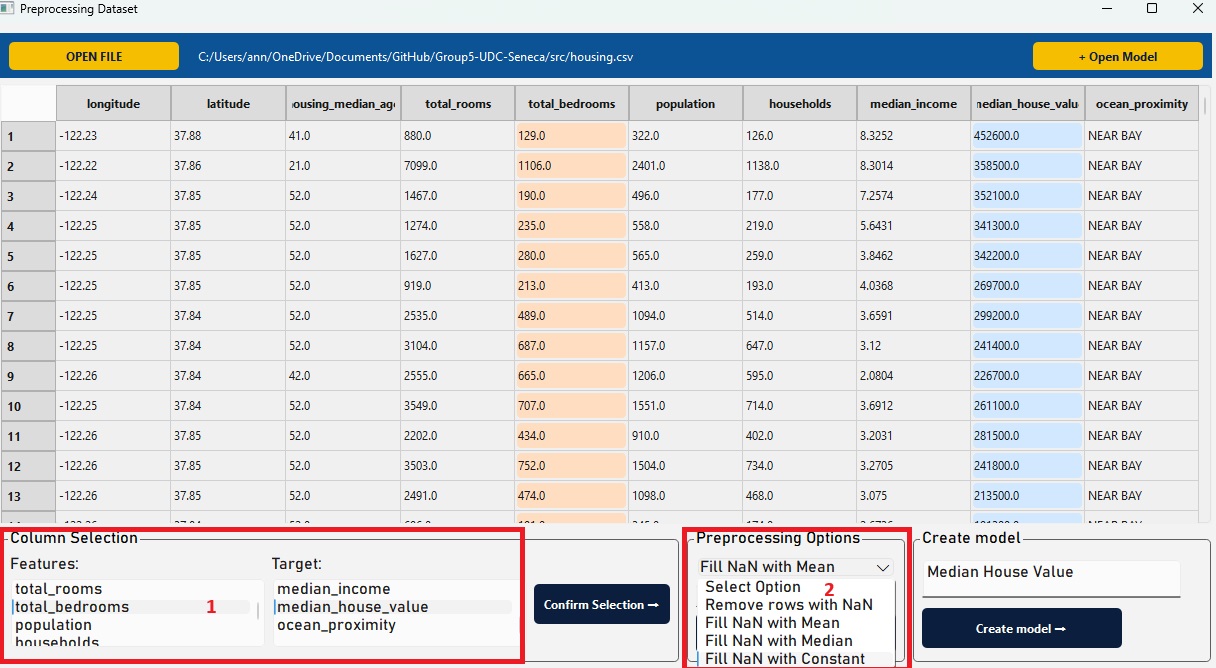 Preprocessing Dataset
OPEN FILE C:/Users/ann/OneDrive/Documents/GitHub/Group5-UDC-Seneca/src/housing.csv + Open Model
longitude latitude ousing_median_ag total_rooms total_bedrooms population households median_income nedian_house_valu ocean_proximity
1 -122.23 37.88 41.0 880.0 129.0 322.0 126.0 8.3252 452600.0 NEAR BAY
2 -122.22 37.86 21.0 7099.0 1106.0 2401.0 1138.0 8.3014 358500.0 NEAR BAY
3 -122.24 37.85 52.0 1467.0 190.0 496.0 177.0 7.2574 352100.0 NEAR BAY
4 -122.25 37.85 52.0 1274.0 235.0 558.0 219.0 5.6431 341300.0 NEAR BAY
5 -122.25 37.85 52.0 1627.0 280.0 565.0 259.0 3.8462 342200.0 NEAR BAY
6 -122.25 37.85 52.0 919.0 213.0 413.0 193.0 4.0368 269700.0 NEAR BAY
7 -122.25 37.84 52.0 2535.0 489.0 1094.0 514.0 3.6591 299200.0 NEAR BAY
8 -122.25 37.84 52.0 3104.0 687.0 1157.0 647.0 3.12 241400.0 NEAR BAY
9 -122.26 37.84 42.0 2555.0 665.0 1206.0 595.0 2.0804 226700.0 NEAR BAY
10 -122.25 37.84 52.0 3549.0 707.0 1551.0 714.0 3.6912 261100.0 NEAR BAY
11 -122.26 37.85 52.0 2202.0 434.0 910.0 402.0 3.2031 281500.0 NEAR BAY
12 -122.26 37.85 52.0 3503.0 752.0 1504.0 734.0 3.2705 241800.0 NEAR BAY
13 -122.26 37.85 52.0 2491.0 474.0 1098.0 468.0 3.075 213500.0 NEAR BAY
Column Selection
Features:
total_rooms
total_bedrooms 1
population
households
Target:
median_income
median_house_value
ocean_proximity
Confirm Selection →
Preprocessing Options
Fill NaN with Mean
Select Option 2
Remove rows with NaN
Fill NaN with Mean
Fill NaN with Median
Fill NaN with Constant
Create model
Median House Value
Create model →